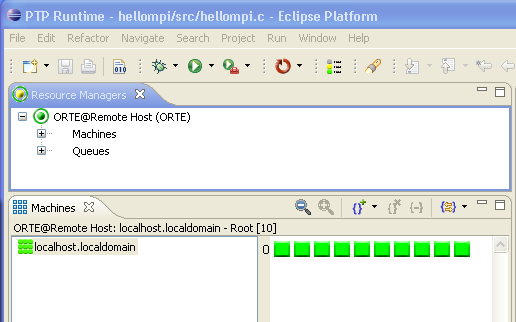 PTP Runtime - hellompi/src/hellompi.c - Eclipse Platform
File Edit Refactor Navigate Search Project Run Window Help
010
Resource Managers
ORTE@Remote Host (ORTE)
Machines
Queues
Machines
ORTE@Remote Host: localhost.localdomain - Root [10]
localhost.localdomain
0